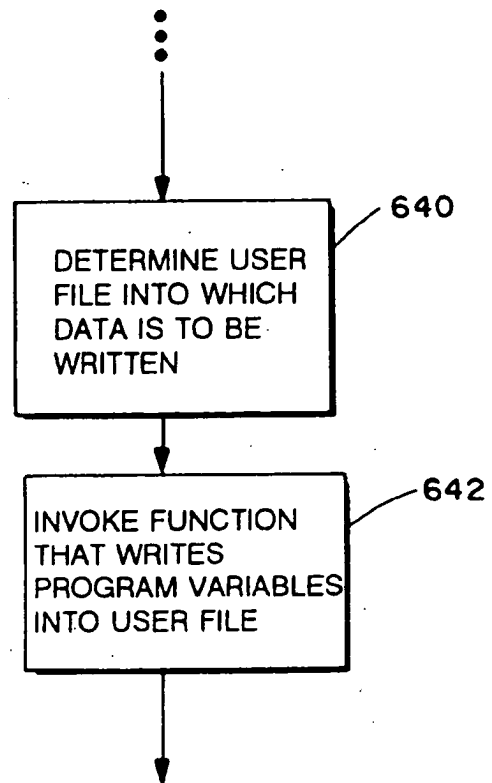 640
DETERMINE USER
FILE INTO WHICH
DATA IS TO BE
WRITTEN
642
INVOKE FUNCTION
THAT WRITES
PROGRAM VARIABLES
INTO USER FILE